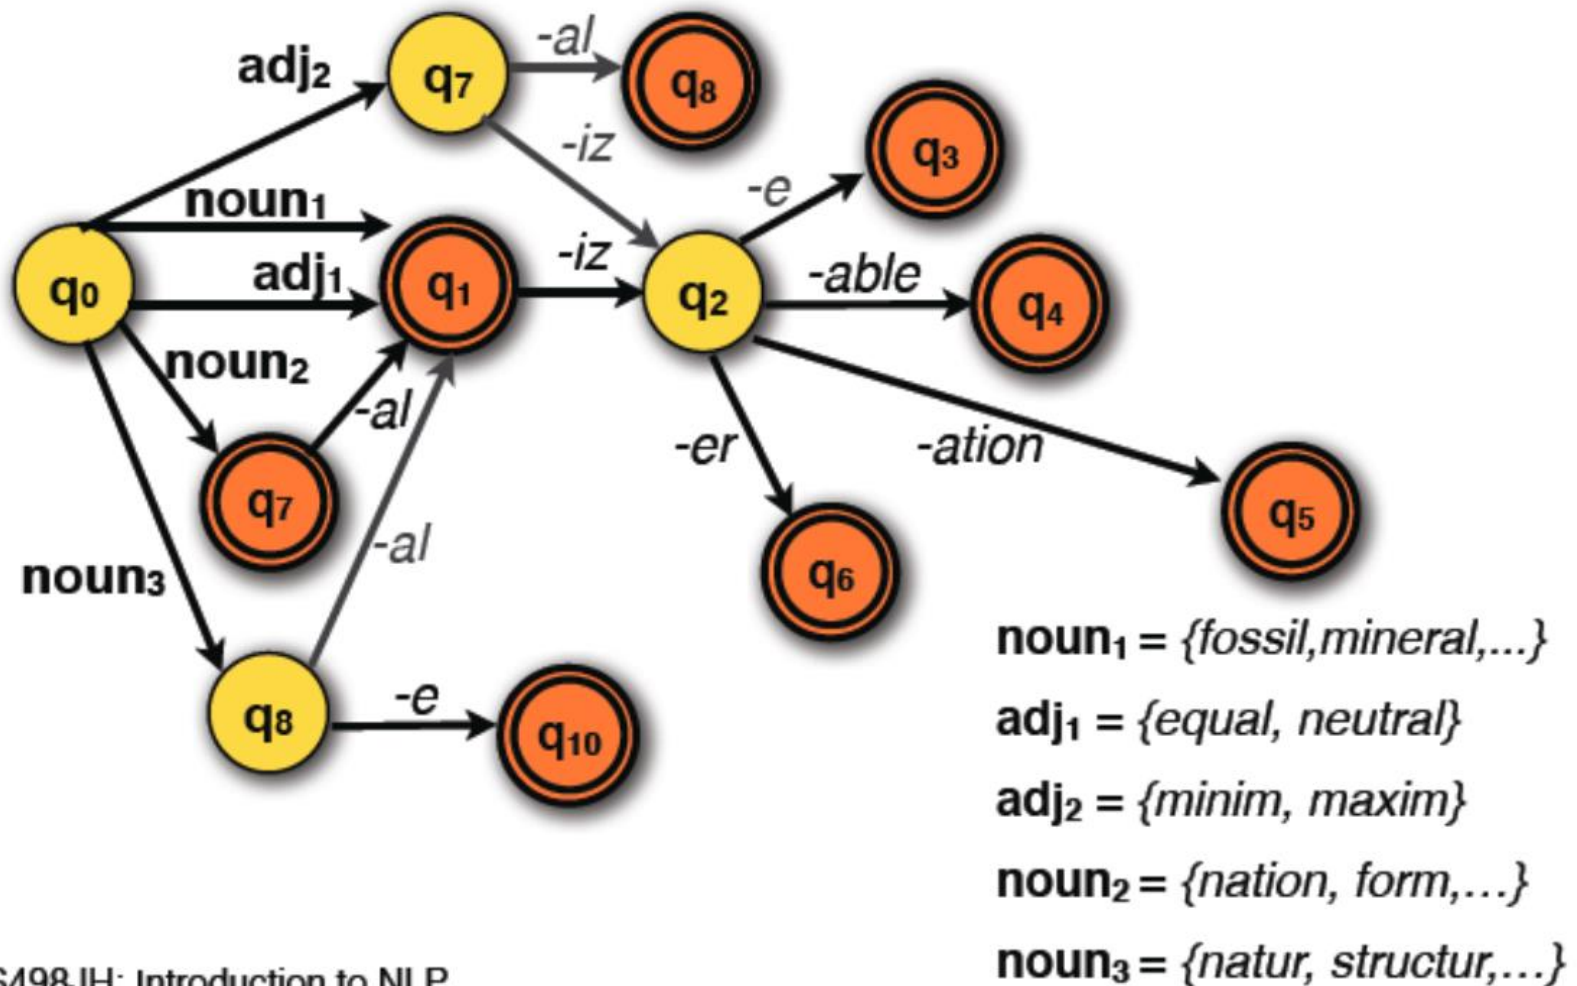 -al
adj2
q7
q8
-iz
q3
-e
noun1
-iz
adj1
-able
q0
q1
q2
q4
noun2
-al
-er
-ation
q7
q5
-al
noun3
q6
noun1 = {fossil,mineral,...}
-e
q8
q10
adj1 = {equal, neutral}
adj2 = {minim, maxim}
noun2 = {nation, form,...}
noun3 = {natur, structur,...}
S498JH: Introduction to NLP